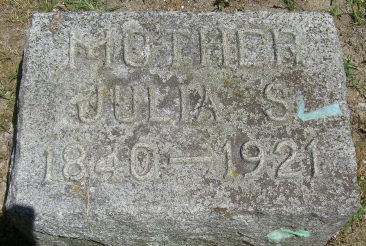 MOTHER
JULIA S.
1840 — 1921